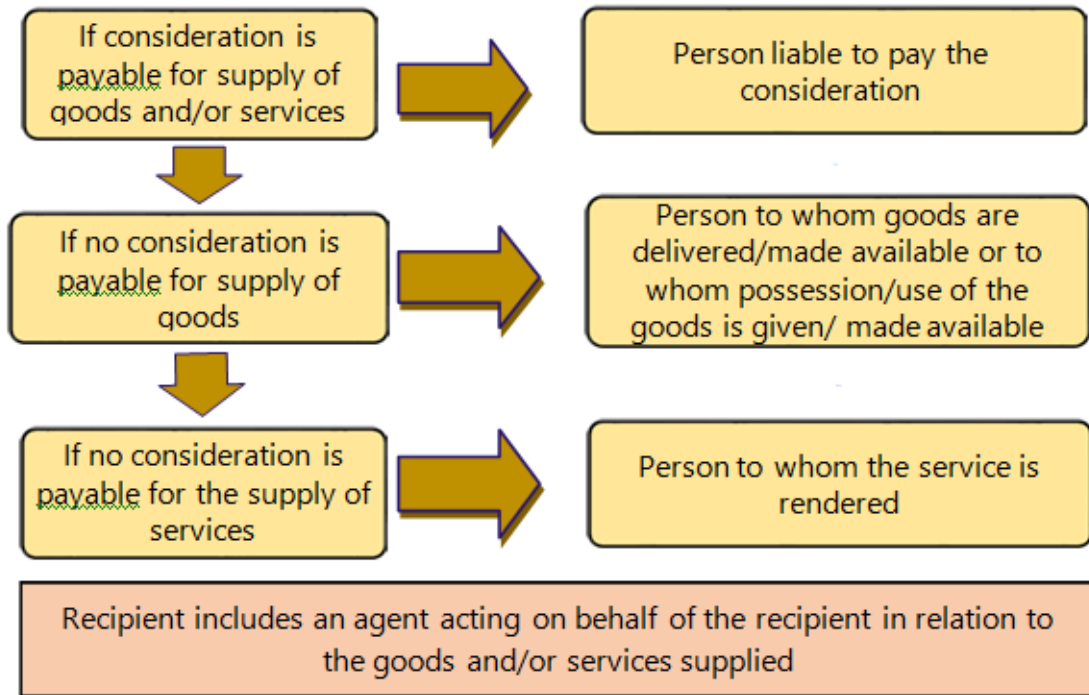 If consideration is
payable for supply of
goods and/or services
Person liable to pay the
consideration
If no consideration is
payable for supply of
goods
Person to whom goods are
delivered/made available or to
whom possession/use of the
goods is given/ made available
If no consideration is
payable for the supply of
services
Person to whom the service is
rendered
Recipient includes an agent acting on behalf of the recipient in relation to
the goods and/or services supplied